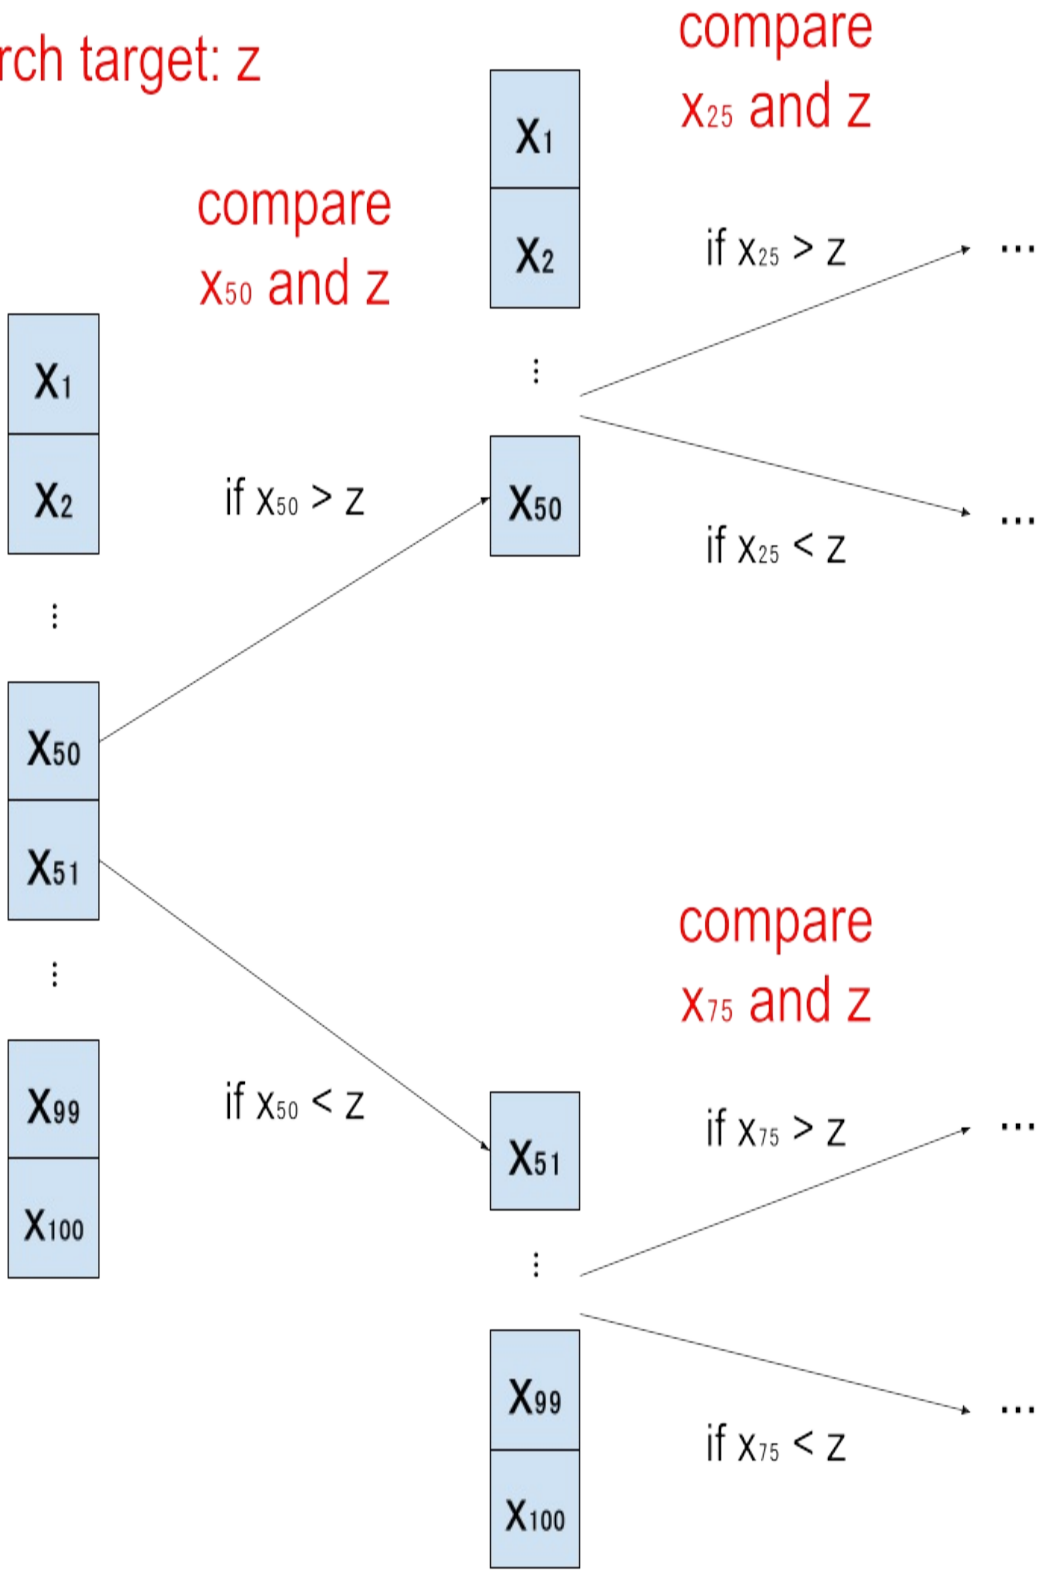 rch target: z
compare
x25 and z
x1
x2
compare
x50 and z
if x25 > z
...
x1
x2
⋮
if x50 > z
x50
...
if x25 < z
⋮
x50
x51
compare
x75 and z
⋮
x99
x100
if x50 < z
x51
if x75 > z
...
⋮
x99
x100
...
if x75 < z